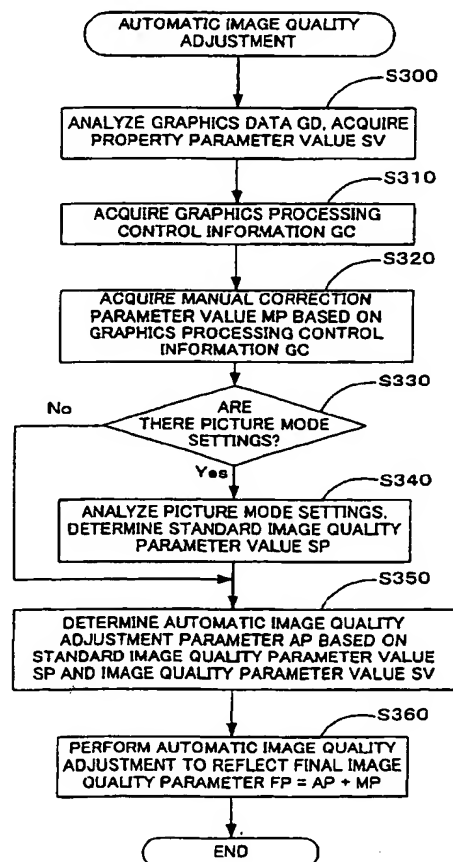 AUTOMATIC IMAGE QUALITY
ADJUSTMENT
S300
ANALYZE GRAPHICS DATA GD, ACQUIRE
PROPERTY PARAMETER VALUE SV
S310
ACQUIRE GRAPHICS PROCESSING
CONTROL INFORMATION GC
S320
ACQUIRE MANUAL CORRECTION
PARAMETER VALUE MP BASED ON
GRAPHICS PROCESSING CONTROL
INFORMATION GC
S330
No
ARE
THERE PICTURE MODE
SETTINGS?
Yes
S340
ANALYZE PICTURE MODE SETTINGS.
DETERMINE STANDARD IMAGE QUALITY
PARAMETER VALUE SP
S350
DETERMINE AUTOMATIC IMAGE QUALITY
ADJUSTMENT PARAMETER AP BASED ON
STANDARD IMAGE QUALITY PARAMETER VALUE
SP AND IMAGE QUALITY PARAMETER VALUE SV
S360
PERFORM AUTOMATIC IMAGE QUALITY
ADJUSTMENT TO REFLECT FINAL IMAGE
QUALITY PARAMETER FP = AP + MP
END